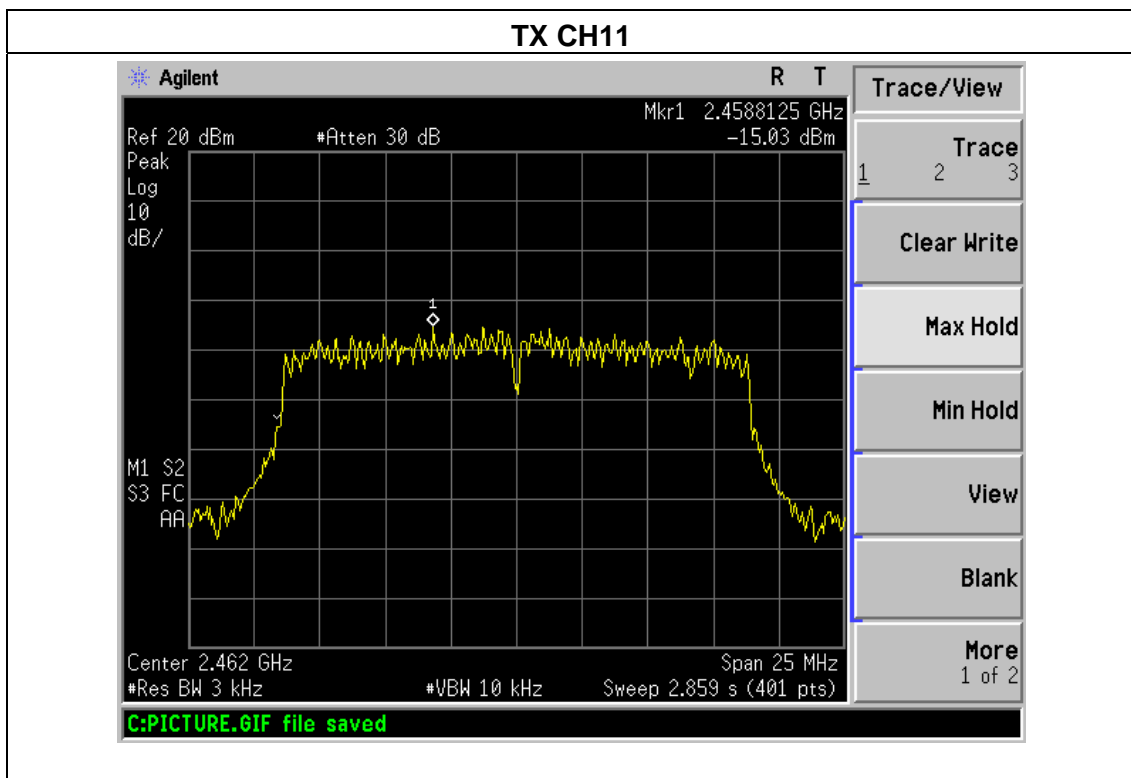 TX CH11
Agilent R T
Mkr1 2.4588125 GHz
Ref 20 dBm #Atten 30 dB -15.03 dBm
Peak
Log
10
dB/
1
M1 S2
S3 FC
AA
Center 2.462 GHz Span 25 MHz
#Res BW 3 kHz #VBW 10 kHz Sweep 2.859 s (401 pts)
C:PICTURE.GIF file saved
Trace/View
Trace
1 2 3
Clear Write
Max Hold
Min Hold
View
Blank
More
1 of 2